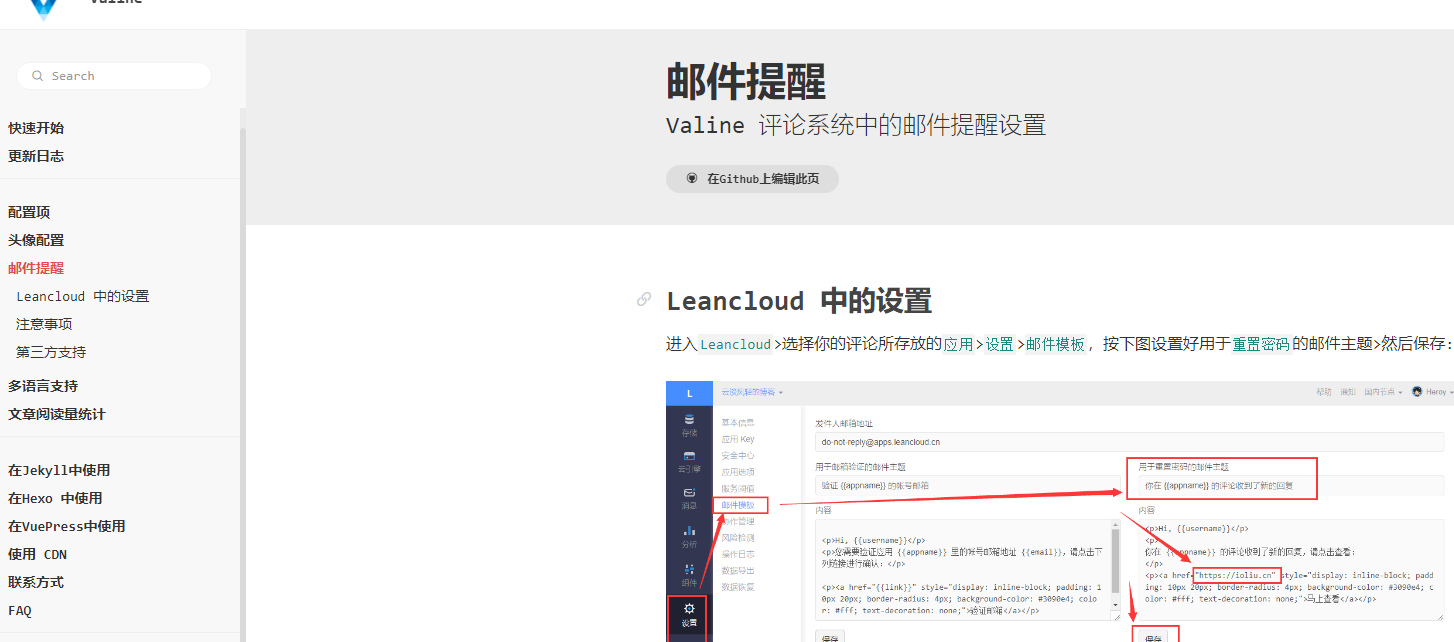 Valine
Search
快速开始
更新日志
配置项
头像配置
邮件提醒
Leancloud 中的设置
注意事项
第三方支持
多语言支持
文章阅读量统计
在Jekyll中使用
在Hexo 中使用
在VuePress中使用
使用 CDN
联系方式
FAQ
邮件提醒
Valine 评论系统中的邮件提醒设置
在Github上编辑此页
Leancloud 中的设置
进入Leancloud>选择你的评论所存放的应用>设置>邮件模板，按下图设置好用于重置密码的邮件主题>然后保存：
L
云淡风轻的博客
帮助 通知 国内节点 Heroy
存储
云引擎
消息
分析
组件
设置
基本信息
应用 Key
安全中心
应用选项
服务阈值
邮件模板
协作管理
风险检测
操作日志
数据导出
数据恢复
发件人邮箱地址
do-not-reply@apps.leancloud.cn
用于邮箱验证的邮件主题
验证 {{appname}} 的帐号邮箱
内容
<p>Hi, {{username}}</p>
<p>您需要验证应用 {{appname}} 里的帐号邮箱地址 {{email}}，请点击下
列链接进行确认：</p>
<p><a href="{{link}}" style="display: inline-block; padding: 1
0px 20px; border-radius: 4px; background-color: #3090e4; colo
r: #fff; text-decoration: none;">验证邮箱</a></p>
保存
用于重置密码的邮件主题
你在 {{appname}} 的评论收到了新的回复
内容
<p>Hi, {{username}}</p>
<p>
你在 {{appname}} 的评论收到了新的回复，请点击查看：
</p>
<p><a href="https://ioliu.cn" style="display: inline-block; padd
ing: 10px 20px; border-radius: 4px; background-color: #3090e4; c
olor: #fff; text-decoration: none;">马上查看</a></p>
保存